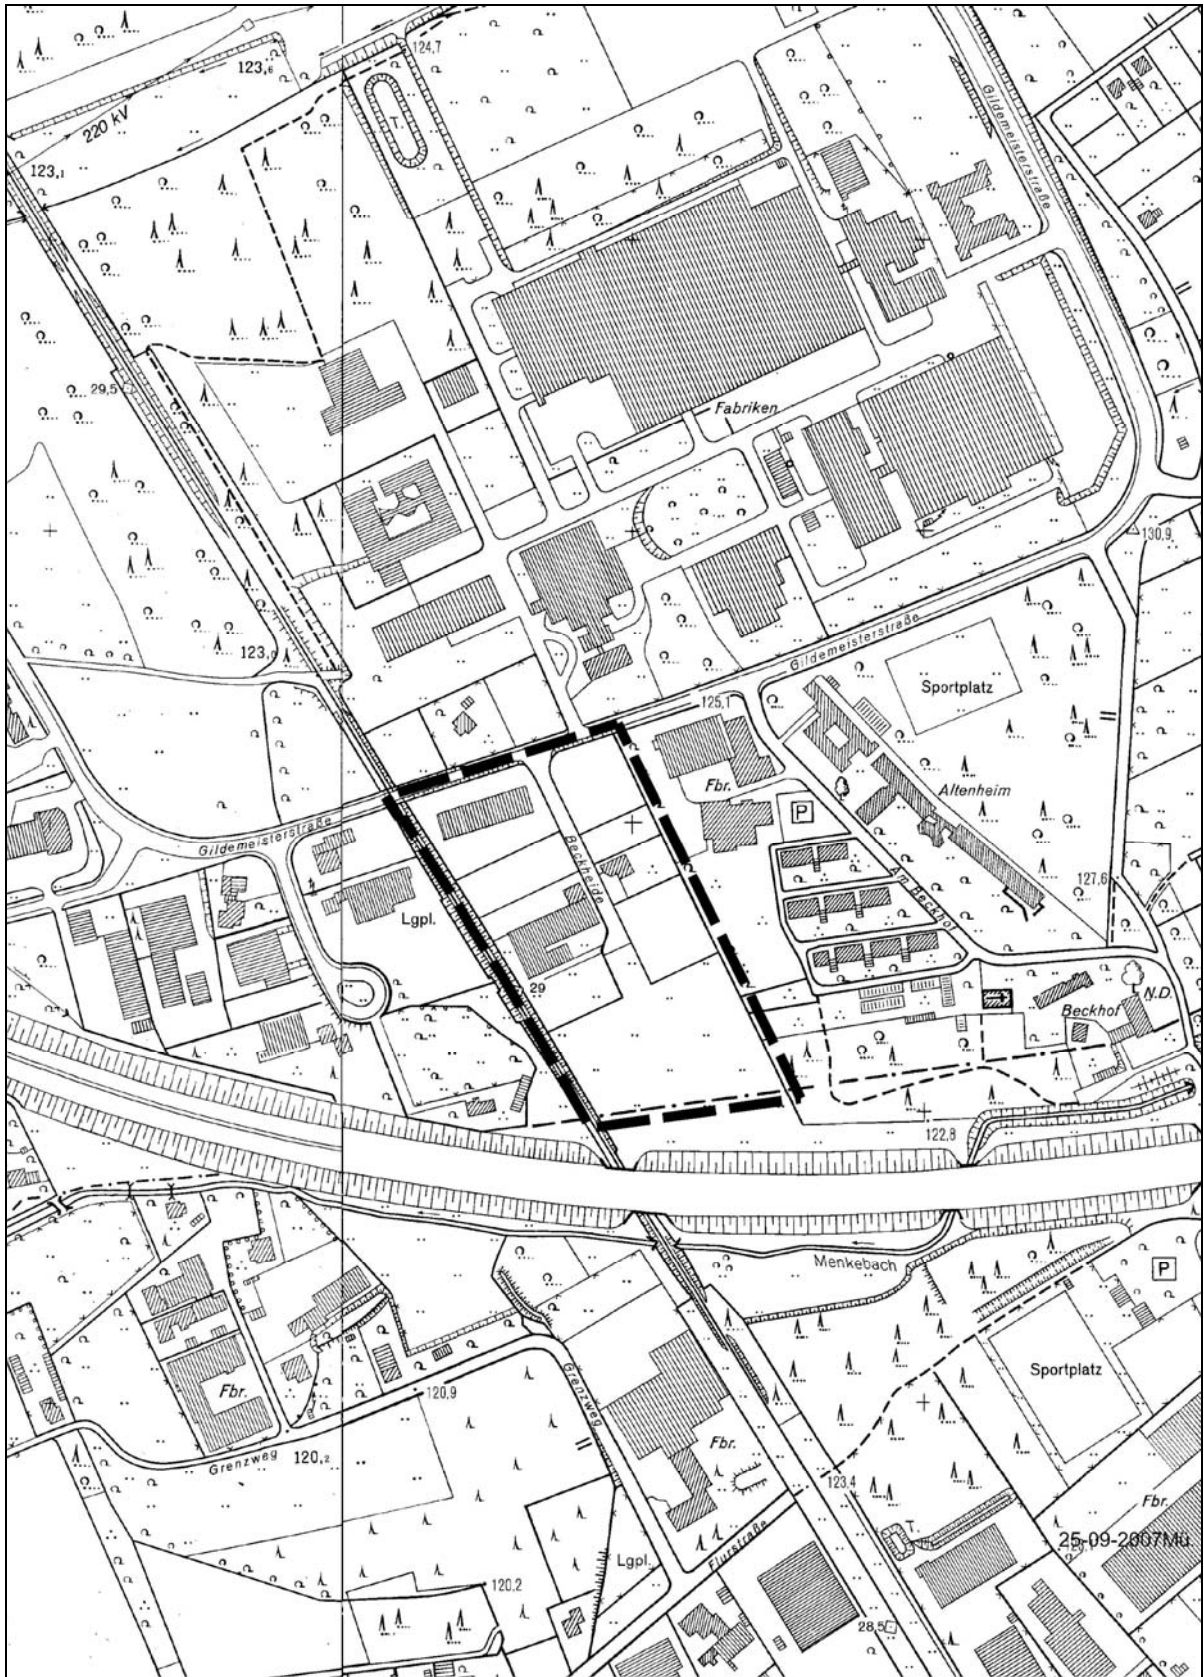 124,7
123,6
220 kV
T.
123,1
Gildemeisterstraße
29,5
Fabriken
130,9
123,0
Gildemeisterstraße
Sportplatz
125,1
Fbr.
Altenheim
P
Gildemeisterstraße
Beckheide
Am Beckhof
127,6
Lgpl.
29
N.D.
Beckhof
122,8
Menkebach
P
Sportplatz
Fbr.
120,9
Grenzweg
Grenzweg
120,2
Fbr.
123,4
Fbr.
T.
25-09-2007Mü
Flurstraße
Lgpl.
120,2
28,5